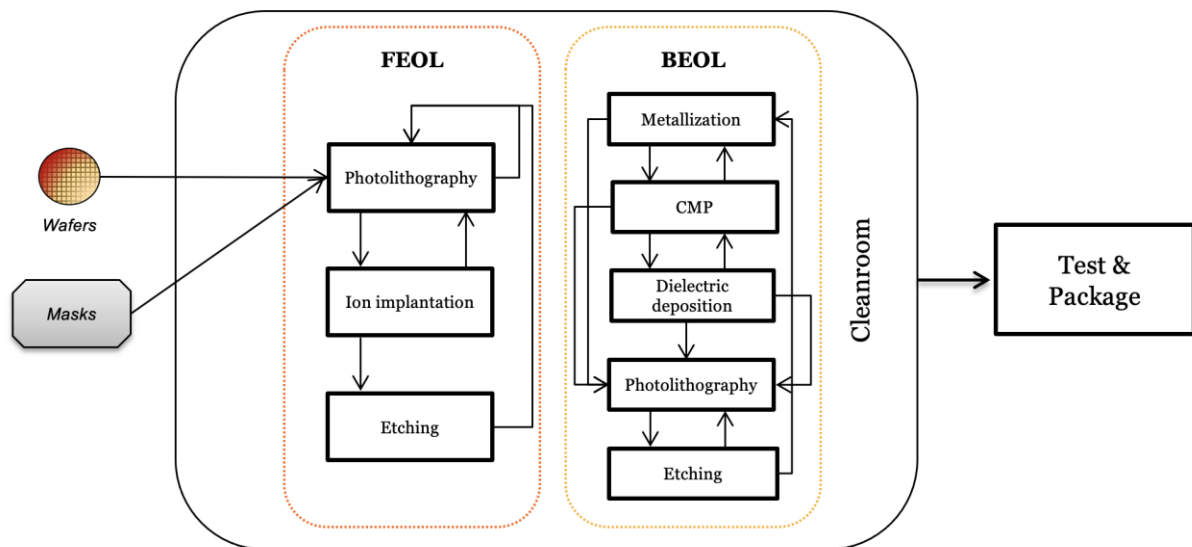 FEOL
BEOL
Wafers
Masks
Photolithography
Ion implantation
Etching
Metallization
CMP
Dielectric
deposition
Photolithography
Etching
Cleanroom
Test &
Package